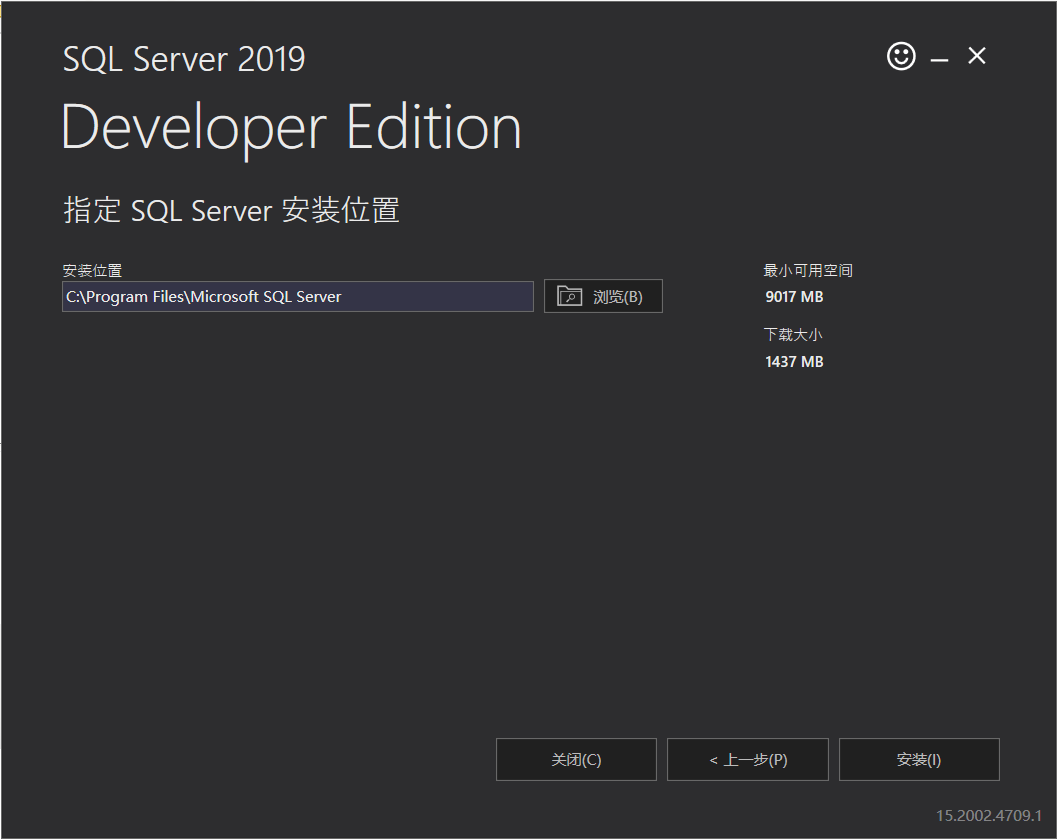 SQL Server 2019
Developer Edition
指定 SQL Server 安装位置
安装位置
C:\Program Files\Microsoft SQL Server
浏览(B)
最小可用空间
9017 MB
下载大小
1437 MB
关闭(C)
< 上一步(P)
安装(I)
15.2002.4709.1